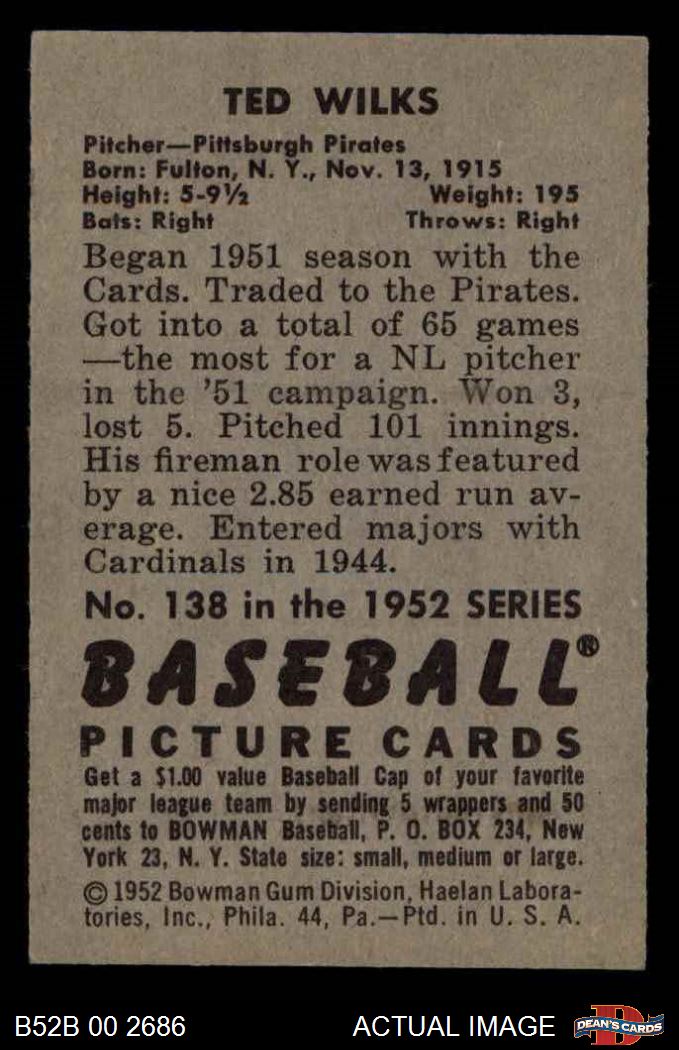 TED WILKS
Pitcher—Pittsburgh Pirates
Born: Fulton, N. Y., Nov. 13, 1915
Height: 5-9½ Weight: 195
Bats: Right Throws: Right
Began 1951 season with the
Cards. Traded to the Pirates.
Got into a total of 65 games
—the most for a NL pitcher
in the '51 campaign. Won 3,
lost 5. Pitched 101 innings.
His fireman role was featured
by a nice 2.85 earned run av-
erage. Entered majors with
Cardinals in 1944.
No. 138 in the 1952 SERIES
BASEBALL®
PICTURE CARDS
Get a $1.00 value Baseball Cap of your favorite
major league team by sending 5 wrappers and 50
cents to BOWMAN Baseball, P. O. BOX 234, New
York 23, N. Y. State size: small, medium or large.
© 1952 Bowman Gum Division, Haelan Labora-
tories, Inc., Phila. 44, Pa.—Ptd. in U. S. A.
B52B 00 2686 ACTUAL IMAGE DEAN'S CARDS